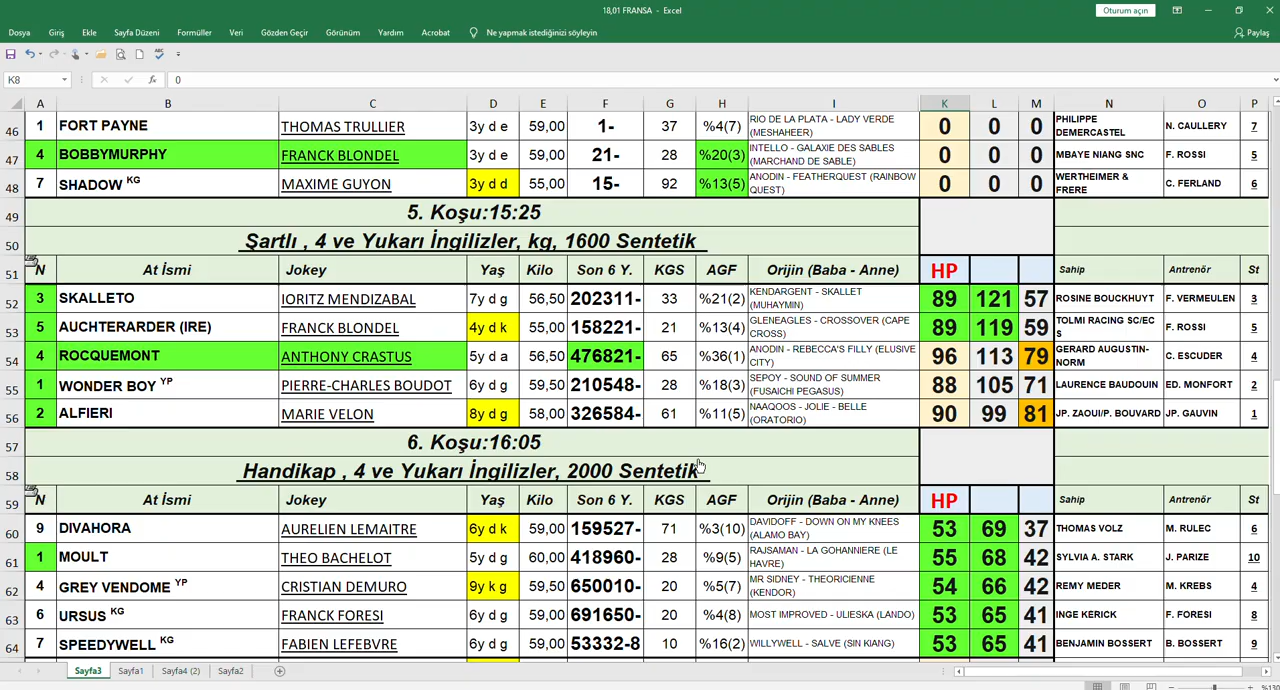 18,01 FRANSA - Excel
Oturum açın
Dosya Giriş Ekle Sayfa Düzeni Formüller Veri Gözden Geçir Görünüm Yardım Acrobat Ne yapmak istediğinizi söyleyin Paylaş
K8 fx 0
A B C D E F G H I K L M N O P
46 1 FORT PAYNE THOMAS TRULLIER 3y d e 59,00 1- 37 %4(7) RIO DE LA PLATA - LADY VERDE (MESHAHEER) 0 0 0 PHILIPPE DEMERCASTEL N. CAULLERY 7
47 4 BOBBYMURPHY FRANCK BLONDEL 3y d e 59,00 21- 28 %20(3) INTELLO - GALAXIE DES SABLES (MARCHAND DE SABLE) 0 0 0 MBAYE NIANG SNC F. ROSSI 5
48 7 SHADOW KG MAXIME GUYON 3y d d 55,00 15- 92 %13(5) ANODIN - FEATHERQUEST (RAINBOW QUEST) 0 0 0 WERTHEIMER & FRERE C. FERLAND 6
49 5. Koşu:15:25
50 Şartlı , 4 ve Yukarı İngilizler, kg, 1600 Sentetik
51 N At İsmi Jokey Yaş Kilo Son 6 Y. KGS AGF Orijin (Baba - Anne) HP Sahip Antrenör St
52 3 SKALLETO IORITZ MENDIZABAL 7y d g 56,50 202311- 33 %21(2) KENDARGENT - SKALLET (MUHAYMIN) 89 121 57 ROSINE BOUCKHUYT F. VERMEULEN 3
53 5 AUCHTERARDER (IRE) FRANCK BLONDEL 4y d k 55,00 158221- 21 %13(4) GLENEAGLES - CROSSOVER (CAPE CROSS) 89 119 59 TOLMI RACING SC/EC S F. ROSSI 5
54 4 ROCQUEMONT ANTHONY CRASTUS 5y d a 56,50 476821- 65 %36(1) ANODIN - REBECCA'S FILLY (ELUSIVE CITY) 96 113 79 GERARD AUGUSTIN-NORM C. ESCUDER 4
55 1 WONDER BOY YP PIERRE-CHARLES BOUDOT 6y d g 59,50 210548- 28 %18(3) SEPOY - SOUND OF SUMMER (FUSAICHI PEGASUS) 88 105 71 LAURENCE BAUDOUIN ED. MONFORT 2
56 2 ALFIERI MARIE VELON 8y d g 58,00 326584- 61 %11(5) NAAQOOS - JOLIE - BELLE (ORATORIO) 90 99 81 JP. ZAOUI/P. BOUVARD JP. GAUVIN 1
57 6. Koşu:16:05
58 Handikap , 4 ve Yukarı İngilizler, 2000 Sentetik
59 N At İsmi Jokey Yaş Kilo Son 6 Y. KGS AGF Orijin (Baba - Anne) HP Sahip Antrenör St
60 9 DIVAHORA AURELIEN LEMAITRE 6y d k 59,00 159527- 71 %3(10) DAVIDOFF - DOWN ON MY KNEES (ALAMO BAY) 53 69 37 THOMAS VOLZ M. RULEC 6
61 1 MOULT THEO BACHELOT 5y d g 60,00 418960- 28 %9(5) RAJSAMAN - LA GOHANNIERE (LE HAVRE) 55 68 42 SYLVIA A. STARK J. PARIZE 10
62 4 GREY VENDOME YP CRISTIAN DEMURO 9y k g 59,50 650010- 20 %5(7) MR SIDNEY - THEORICIENNE (KENDOR) 54 66 42 REMY MEDER M. KREBS 4
63 6 URSUS KG FRANCK FORESI 6y d g 59,00 691650- 20 %4(8) MOST IMPROVED - ULIESKA (LANDO) 53 65 41 INGE KERICK F. FORESI 8
64 7 SPEEDYWELL KG FABIEN LEFEBVRE 6y d g 59,00 53332-8 10 %16(2) WILLYWELL - SALVE (SIN KIANG) 53 65 41 BENJAMIN BOSSERT B. BOSSERT 9
Sayfa3 Sayfa1 Sayfa4 (2) Sayfa2
%130